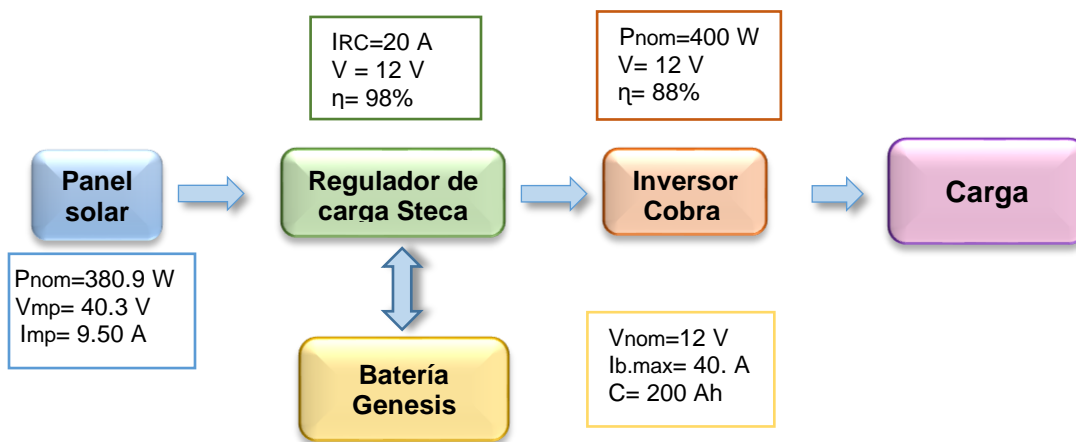 IRC=20 A
V = 12 V
η= 98%
Pnom=400 W
V= 12 V
η= 88%
Panel
solar
Regulador de
carga Steca
Inversor
Cobra
Carga
Pnom=380.9 W
Vmp= 40.3 V
Imp= 9.50 A
Batería
Genesis
Vnom=12 V
Ib.max= 40. A
C= 200 Ah